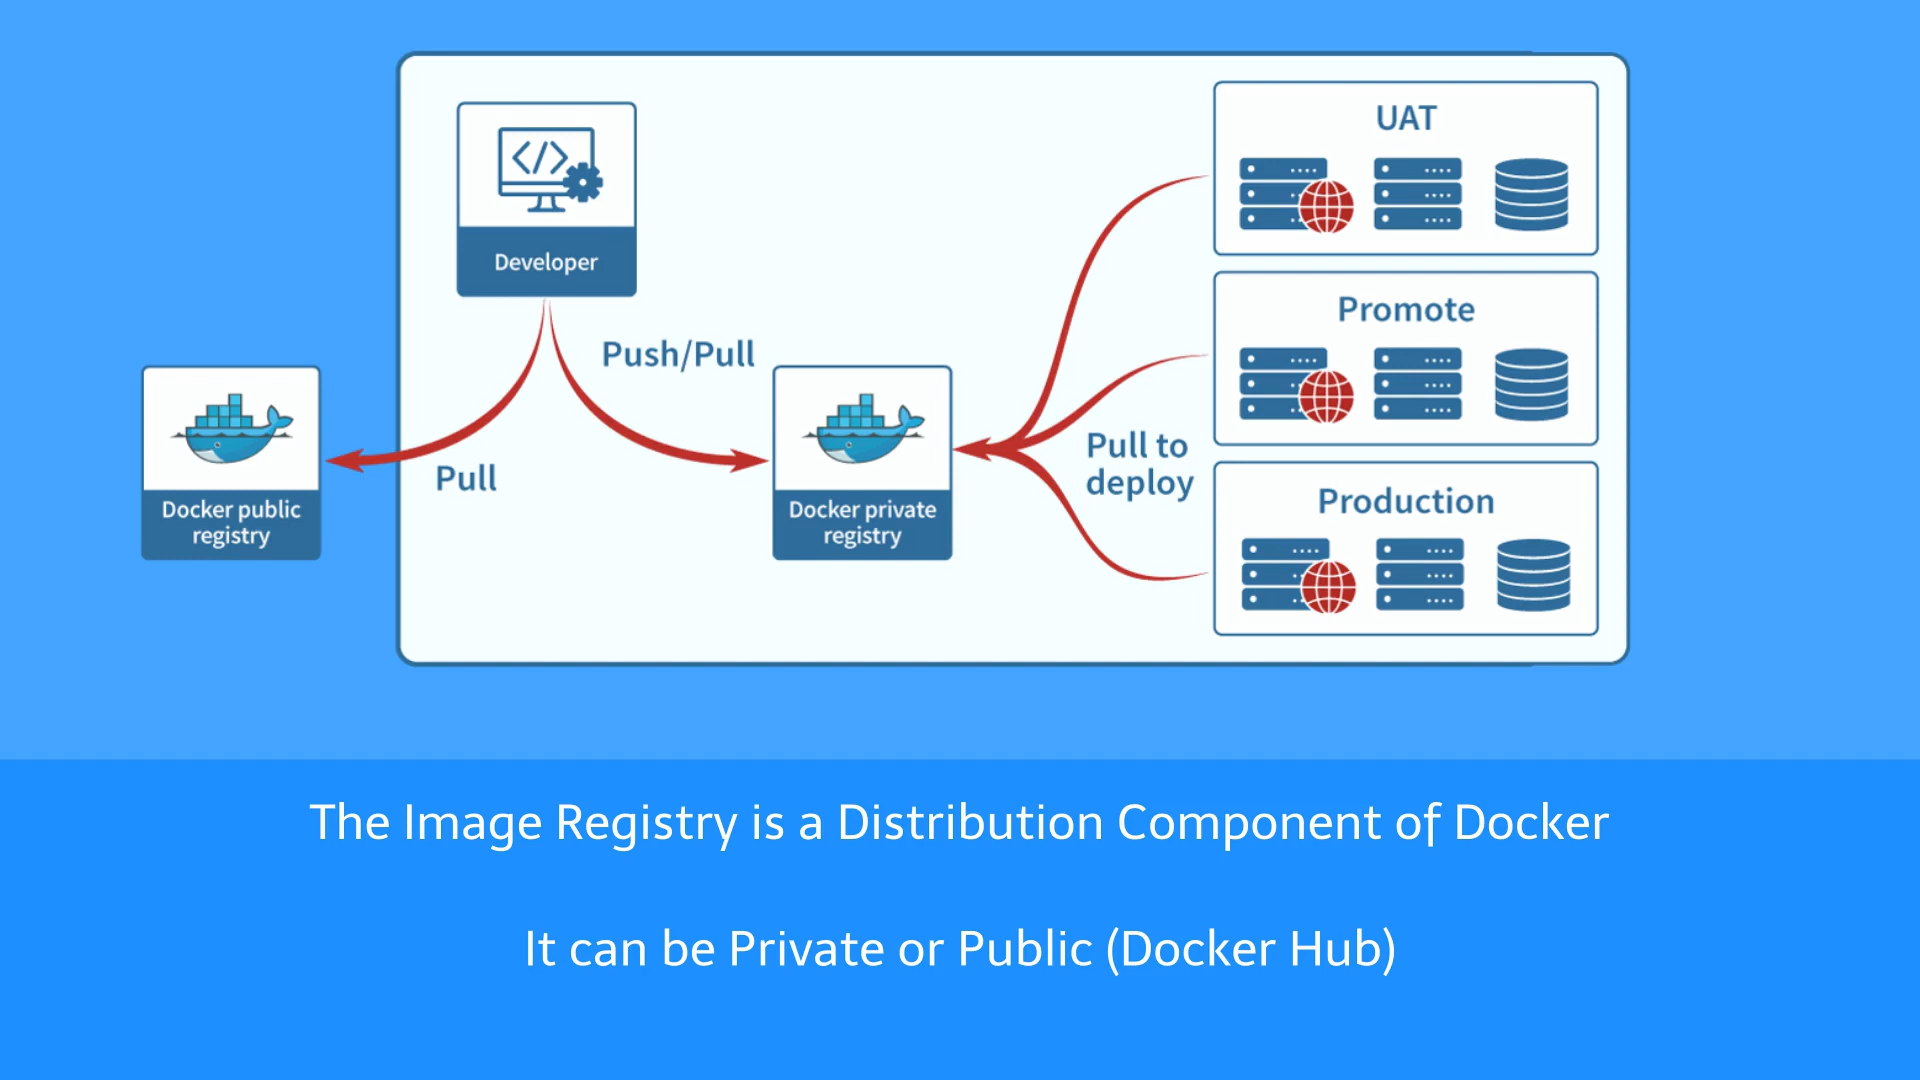 UAT
Developer
Promote
Push/Pull
Pull
Pull to
deploy
Docker public
registry
Docker private
registry
Production
The Image Registry is a Distribution Component of Docker
It can be Private or Public (Docker Hub)